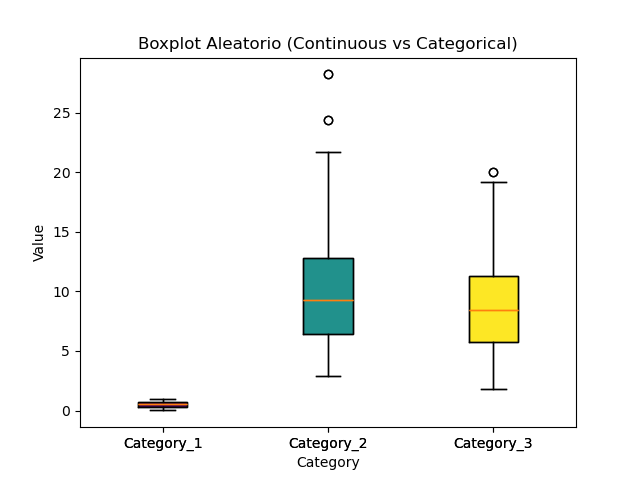 Boxplot Aleatorio (Continuous vs Categorical)
25
20
15
10
5
0
Value
Category_1
Category_2
Category_3
Category